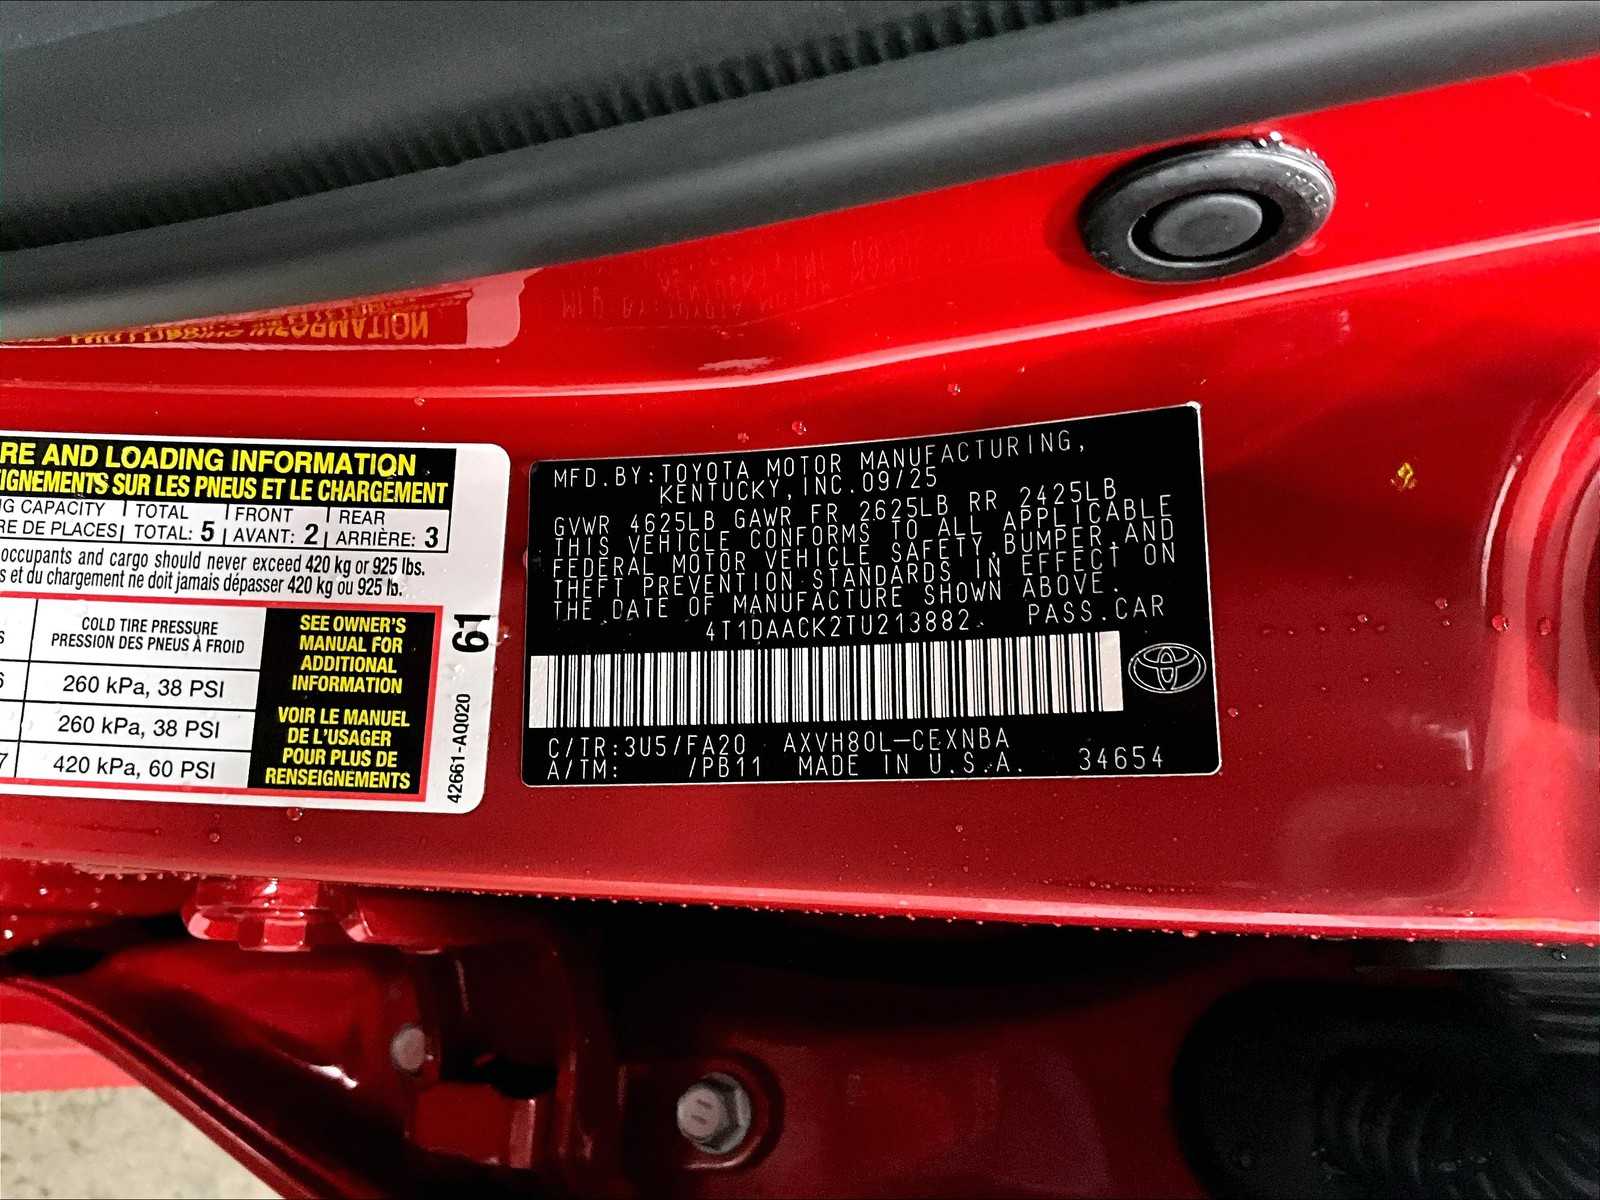 RE AND LOADING INFORMATION
EIGNEMENTS SUR LES PNEUS ET LE CHARGEMENT
NG CAPACITY | TOTAL | FRONT | REAR
RE DE PLACES | TOTAL: 5 | AVANT: 2 | ARRIÈRE: 3
occupants and cargo should never exceed 420 kg or 925 lbs.
s et du chargement ne doit jamais dépasser 420 kg ou 925 lb.
COLD TIRE PRESSURE
PRESSION DES PNEUS À FROID
260 kPa, 38 PSI
260 kPa, 38 PSI
7 420 kPa, 60 PSI
SEE OWNER'S
MANUAL FOR
ADDITIONAL
INFORMATION
VOIR LE MANUEL
DE L'USAGER
POUR PLUS DE
RENSEIGNEMENTS
61
42661-AQ020
MFD. BY: TOYOTA MOTOR MANUFACTURING,
KENTUCKY, INC. 09/25
GVWR 4625LB GAWR FR 2625LB RR 2425LB
THIS VEHICLE CONFORMS TO ALL APPLICABLE
FEDERAL MOTOR VEHICLE SAFETY, BUMPER, AND
THEFT PREVENTION STANDARDS IN EFFECT ON
THE DATE OF MANUFACTURE SHOWN ABOVE.
4T1DAACK2TU213882 PASS. CAR
C/TR: 3U5/FA20 AXVH80L-CEXNBA
A/TM: /PB11 MADE IN U.S.A. 34654